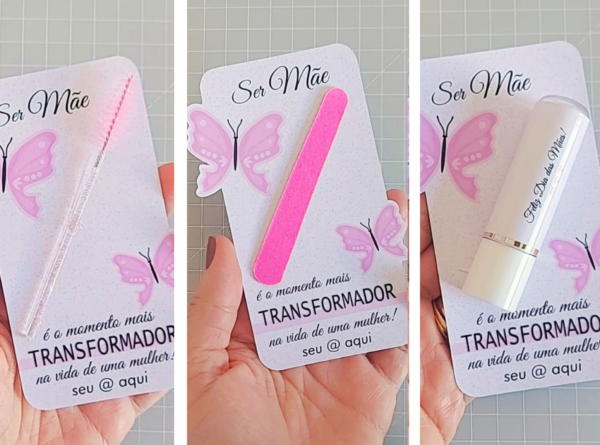 Ser Mãe
é o momento mais
TRANSFORMADOR
na vida de uma mulher!
seu @ aqui
Ser Mãe
é o momento mais
TRANSFORMADOR
na vida de uma mulher!
seu @ aqui
Ser Mãe
Feliz Dia das Mães!
é o momento mais
TRANSFORMADO
na vida de uma mulhe
seu @ aqui